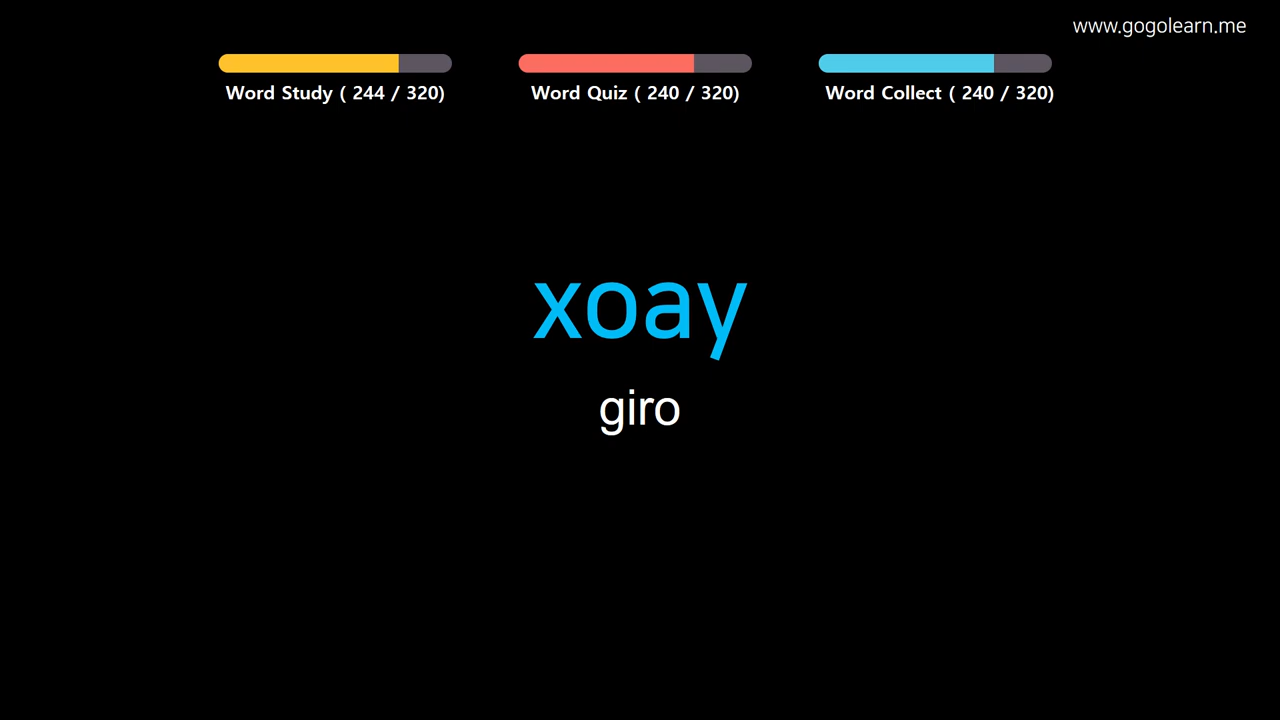 www.gogolearn.me
Word Study ( 244 / 320)
Word Quiz ( 240 / 320)
Word Collect ( 240 / 320)
xoay
giro